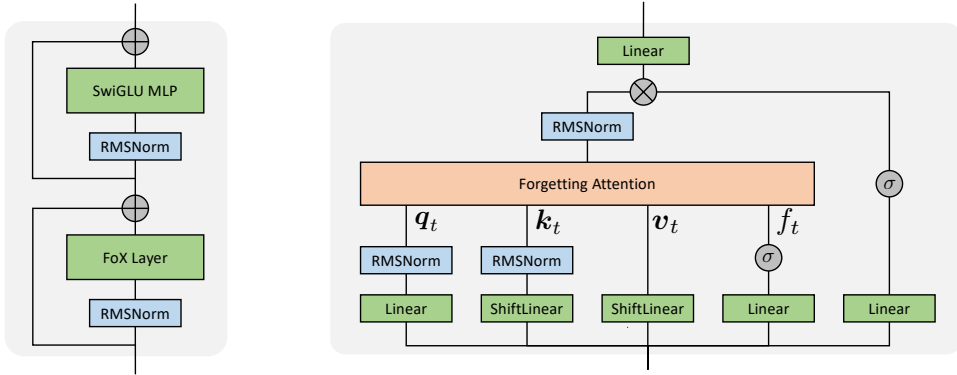 SwiGLU MLP
RMSNorm
FoX Layer
RMSNorm
Linear
RMSNorm
Forgetting Attention
σ
q_t k_t v_t f_t
RMSNorm RMSNorm σ
Linear ShiftLinear ShiftLinear Linear Linear